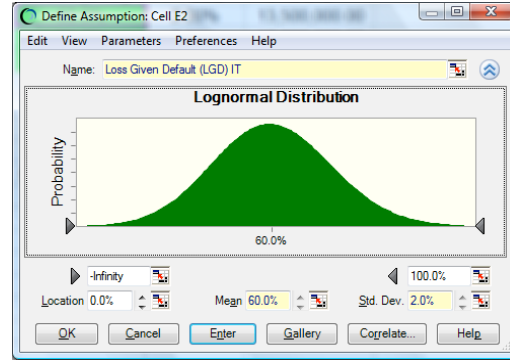 Define Assumption: Cell E2
Edit View Parameters Preferences Help
Name: Loss Given Default (LGD) IT
Lognormal Distribution
Probability
60.0%
-Infinity 100.0%
Location 0.0% Mean 60.0% Std. Dev. 2.0%
OK Cancel Enter Gallery Correlate... Help